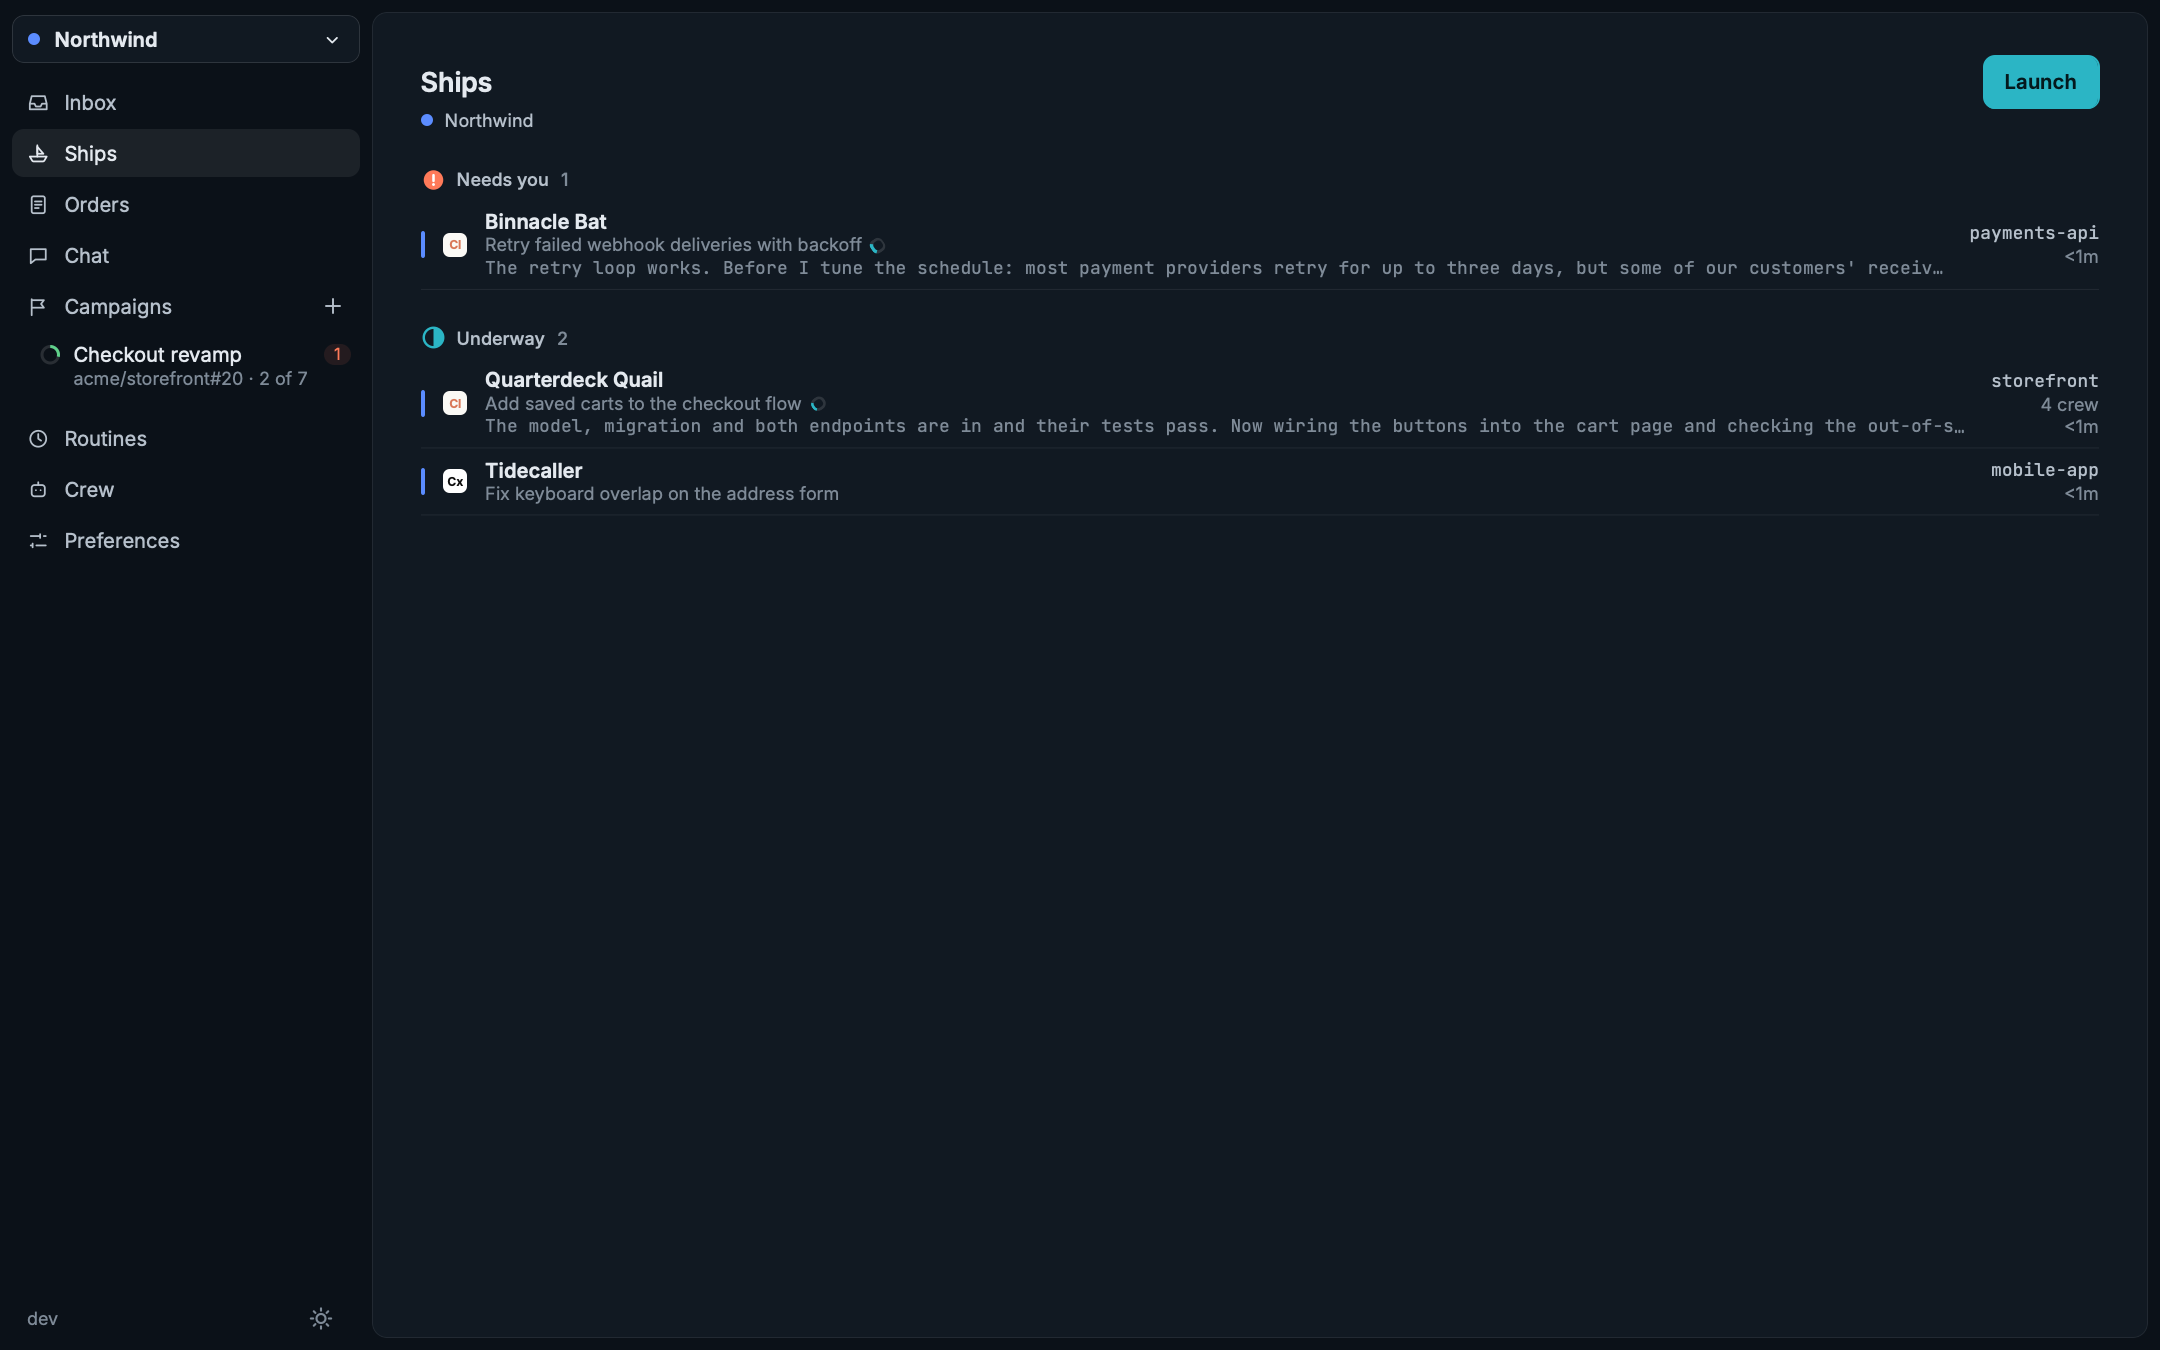 Northwind
Inbox
Ships
Orders
Chat
Campaigns
Checkout revamp 1
acme/storefront#20 · 2 of 7
Routines
Crew
Preferences
dev
Ships
Launch
Northwind
Needs you 1
Cl
Binnacle Bat
Retry failed webhook deliveries with backoff
The retry loop works. Before I tune the schedule: most payment providers retry for up to three days, but some of our customers' receiv…
payments-api
<1m
Underway 2
Cl
Quarterdeck Quail
Add saved carts to the checkout flow
The model, migration and both endpoints are in and their tests pass. Now wiring the buttons into the cart page and checking the out-of-s…
storefront
4 crew
<1m
Cx
Tidecaller
Fix keyboard overlap on the address form
mobile-app
<1m